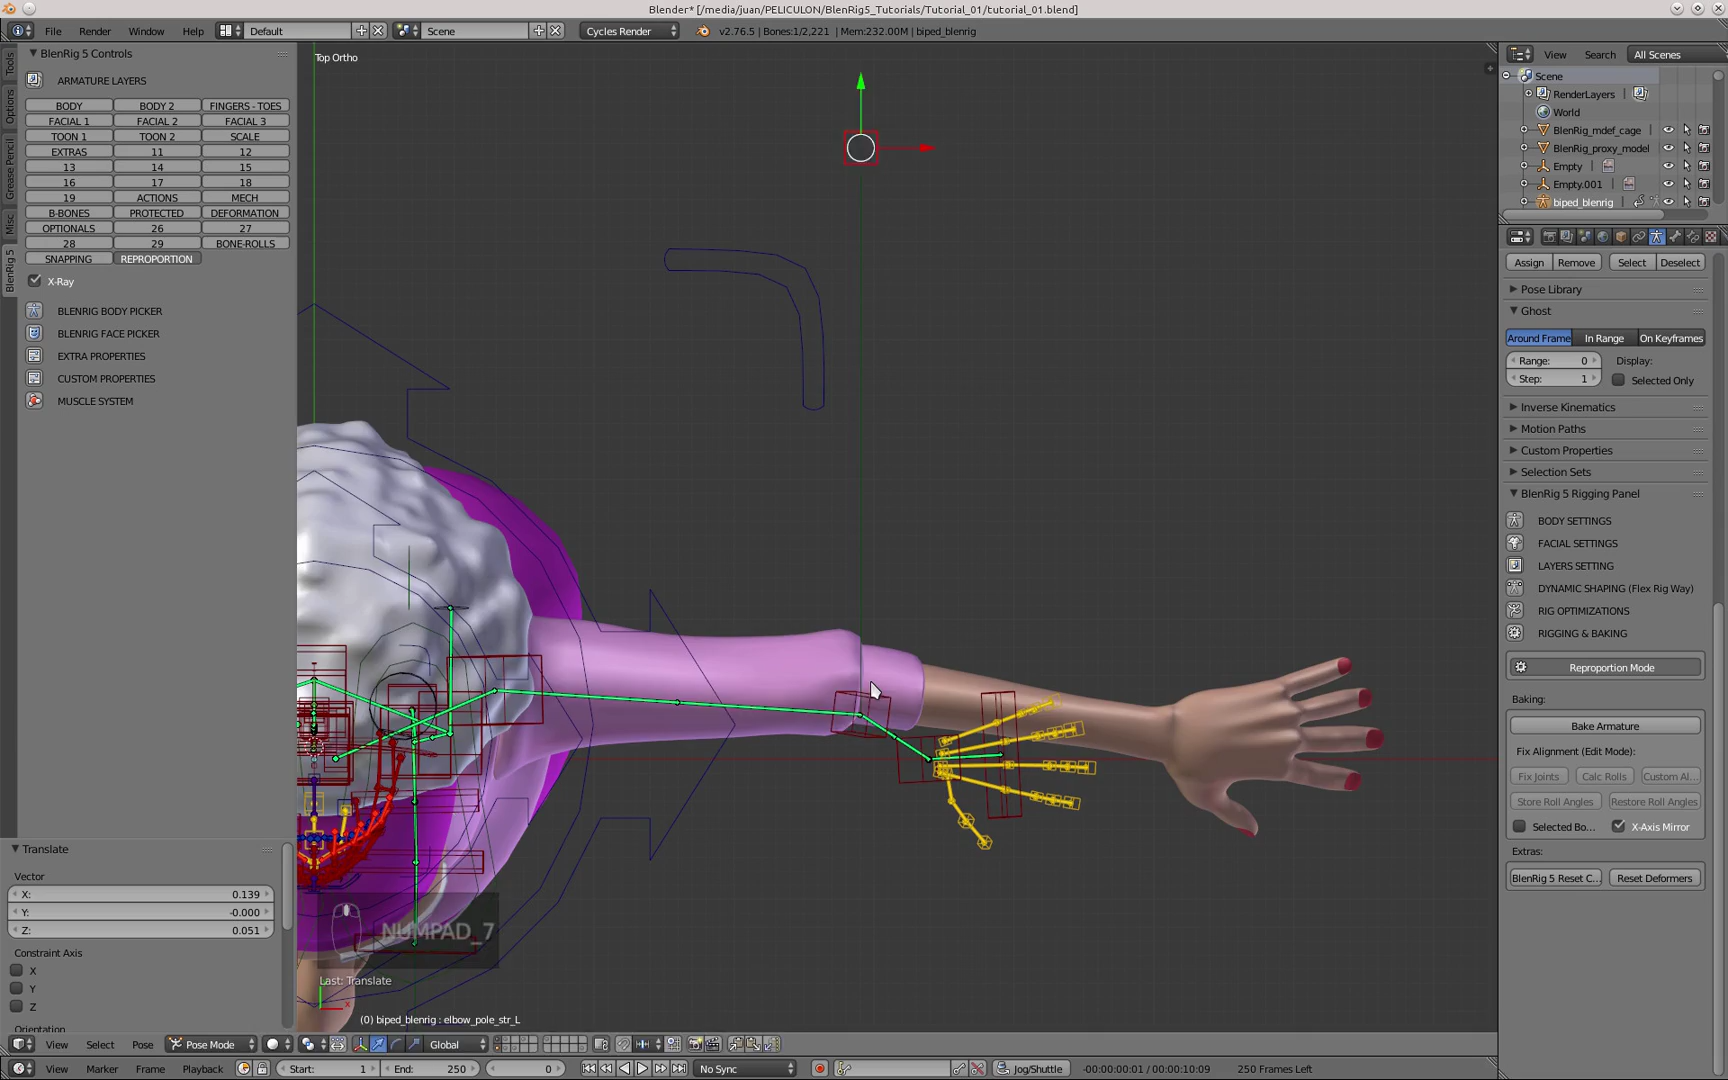 Blender* [/media/juan/PELICULON/BlenRig5_Tutorials/Tutorial_01/tutorial_01.blend]
File Render Window Help Default Scene Cycles Render v2.76.5 | Bones:1/2,221 | Mem:232.00M | biped_blenrig
BlenRig 5 Controls
ARMATURE LAYERS
BODY BODY 2 FINGERS - TOES
FACIAL 1 FACIAL 2 FACIAL 3
TOON 1 TOON 2 SCALE
EXTRAS 11 12
13 14 15
16 17 18
19 ACTIONS MECH
B-BONES PROTECTED DEFORMATION
OPTIONALS 26 27
28 29 BONE-ROLLS
SNAPPING REPROPORTION
X-Ray
BLENRIG BODY PICKER
BLENRIG FACE PICKER
EXTRA PROPERTIES
CUSTOM PROPERTIES
MUSCLE SYSTEM
Tools
Options
Grease Pencil
Misc
BlenRig 5
Translate
Vector
X: 0.139
Y: -0.000
Z: 0.051
Constraint Axis
X
Y
Z
Orientation
Top Ortho
NUMPAD_7
Last: Translate
x
(0) biped_blenrig : elbow_pole_str_L
View Select Pose Pose Mode Global
View Marker Frame Playback Start: 1 End: 250 0 No Sync Jog/Shuttle -00:00:00:01 / 00:00:10:09 250 Frames Left
View Search All Scenes
Scene
RenderLayers |
World
BlenRig_mdef_cage
BlenRig_proxy_model
Empty |
Empty.001 |
biped_blenrig |
Assign Remove Select Deselect
Pose Library
Ghost
Around Frame In Range On Keyframes
Range: 0 Display:
Step: 1 Selected Only
Inverse Kinematics
Motion Paths
Custom Properties
Selection Sets
BlenRig 5 Rigging Panel
BODY SETTINGS
FACIAL SETTINGS
LAYERS SETTING
DYNAMIC SHAPING (Flex Rig Way)
RIG OPTIMIZATIONS
RIGGING & BAKING
Reproportion Mode
Baking:
Bake Armature
Fix Alignment (Edit Mode):
Fix Joints Calc Rolls Custom Al...
Store Roll Angles Restore Roll Angles
Selected Bo... X-Axis Mirror
Extras:
BlenRig 5 Reset C... Reset Deformers